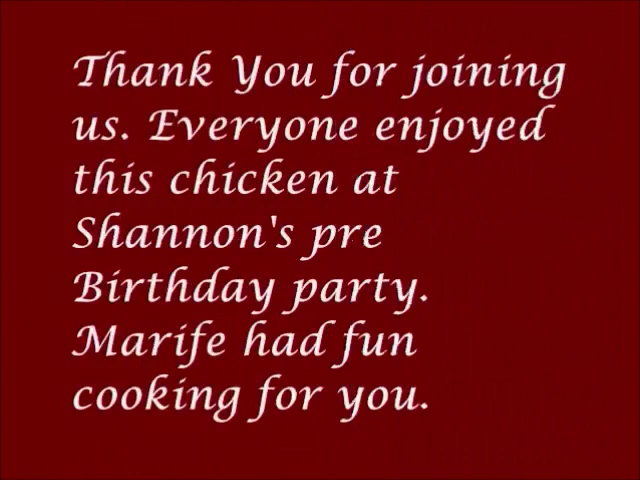 Thank You for joining
us. Everyone enjoyed
this chicken at
Shannon's pre
Birthday party.
Marife had fun
cooking for you.